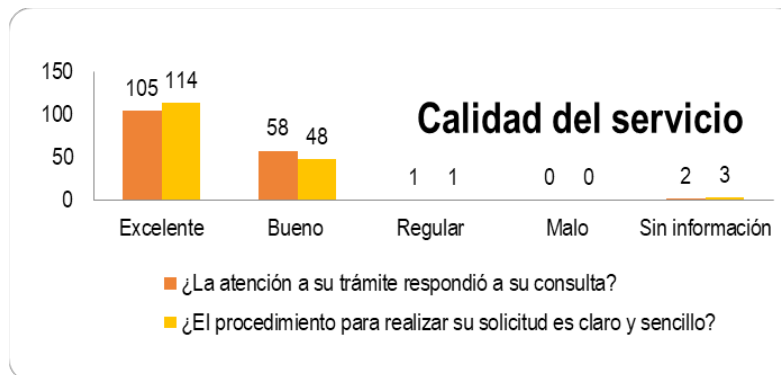 Calidad del servicio
150
100
50
0
105 114
58 48
1 1
0 0
2 3
Excelente Bueno Regular Malo Sin información
¿La atención a su trámite respondió a su consulta?
¿El procedimiento para realizar su solicitud es claro y sencillo?